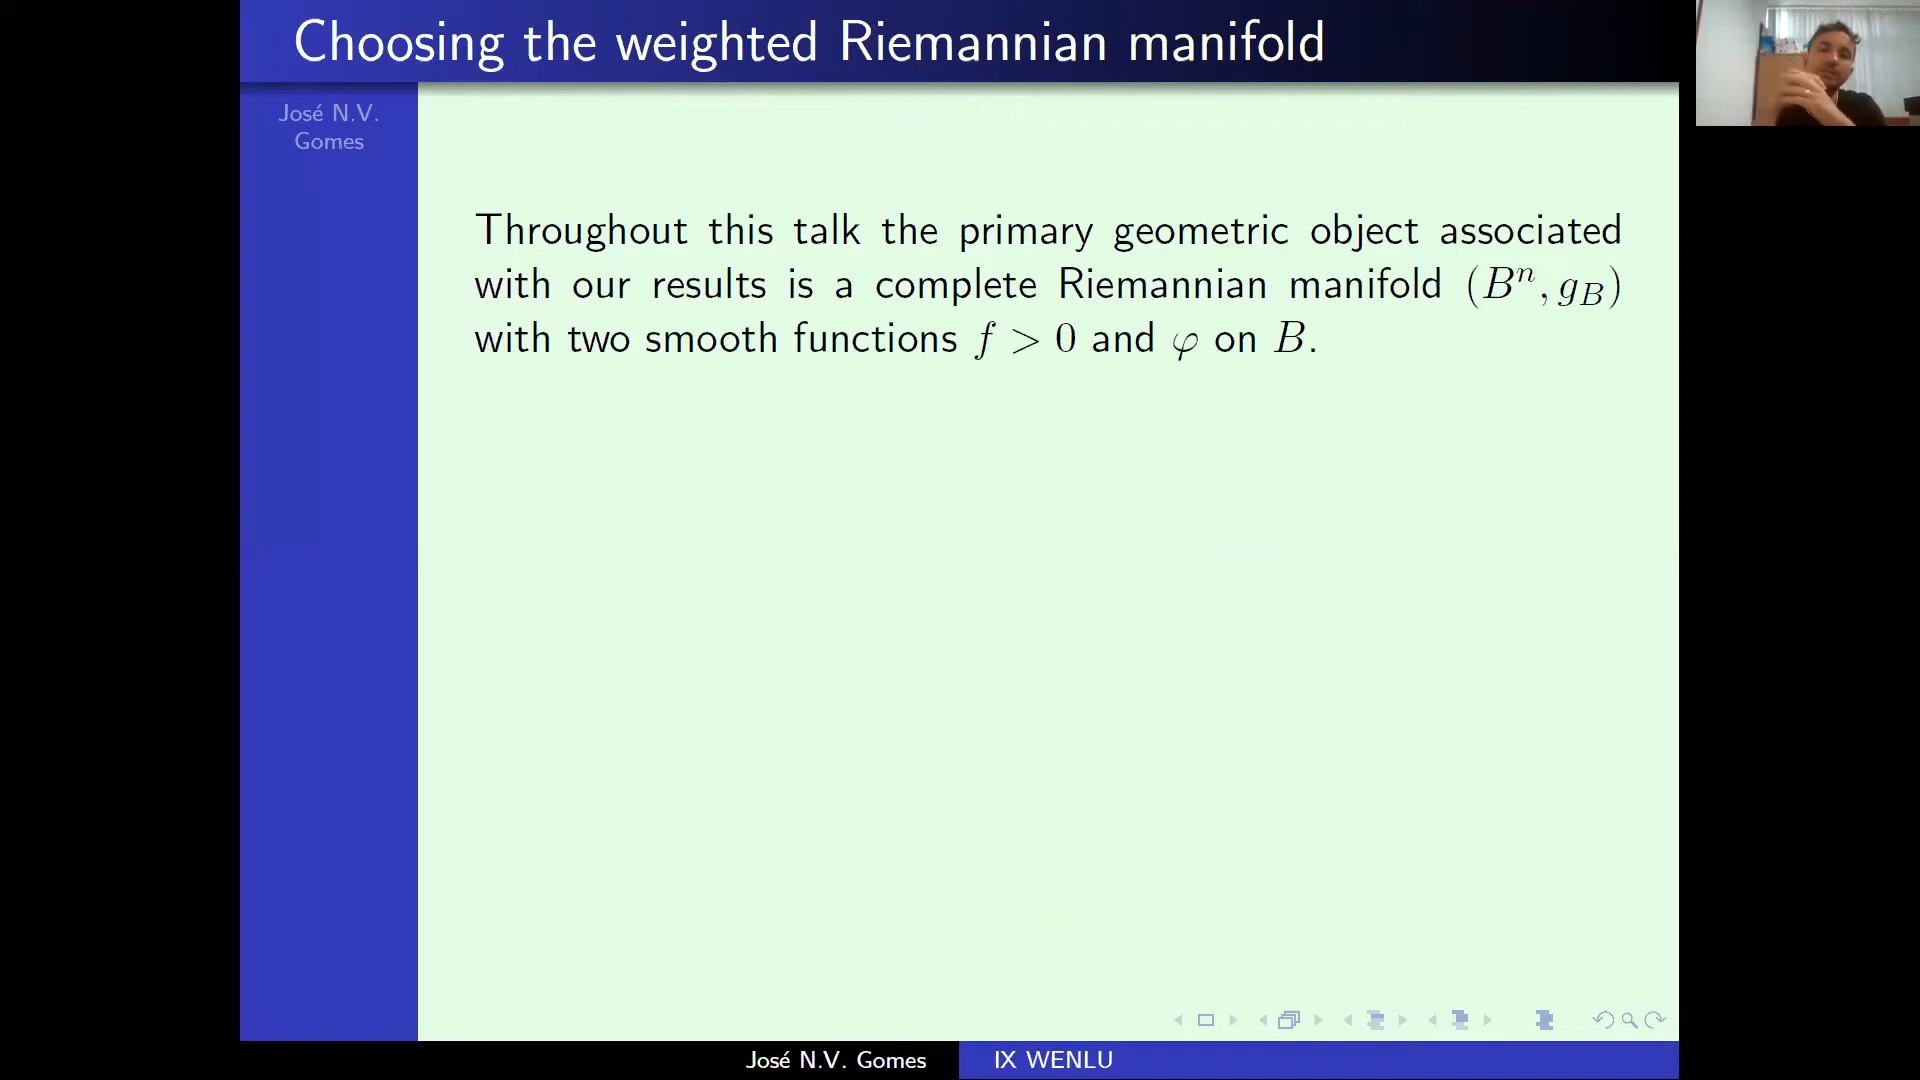 Choosing the weighted Riemannian manifold
José N.V.
Gomes
Throughout this talk the primary geometric object associated
with our results is a complete Riemannian manifold (Bⁿ, g_B)
with two smooth functions f > 0 and φ on B.
José N.V. Gomes
IX WENLU